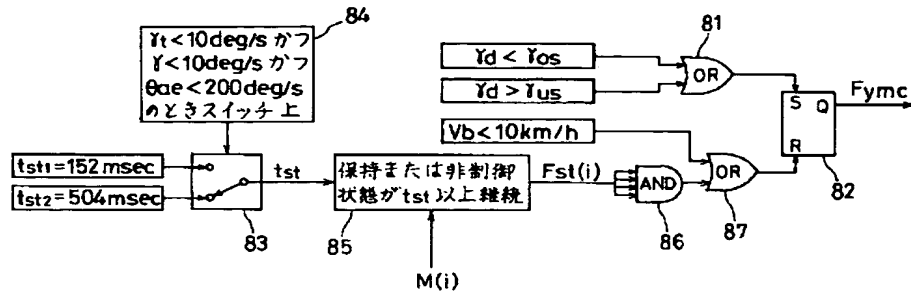 84
γt<10deg/sかつ
γ<10deg/sかつ
θae<200deg/s
のときスイッチ上
tst1=152msec
tst2=504msec
83
tst
保持または非制御
状態がtst以上継続
85
M(i)
Fst(i)
γd<γos
γd>γus
Vb<10km/h
81
OR
AND
86
OR
87
S Q
R
82
Fymc